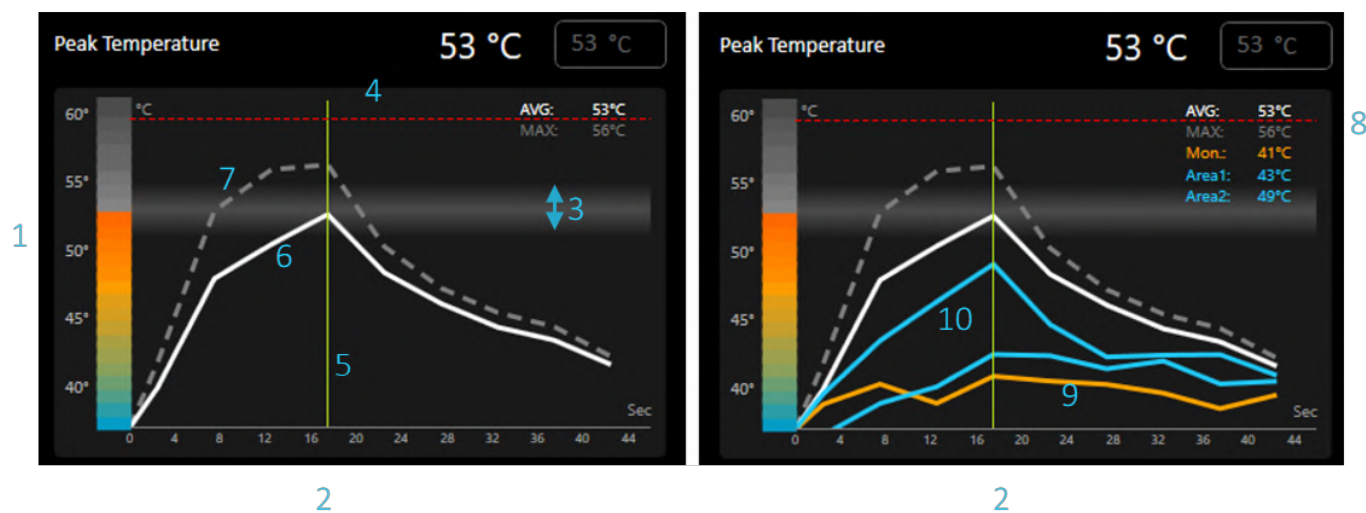 Peak Temperature 53 °C 53 °C
4
60° °C AVG: 53°C
MAX: 56°C
7
55°
3
1
50° 6
45°
5
40°
Sec
0 4 8 12 16 20 24 28 32 36 40 44
2
Peak Temperature 53 °C 53 °C
60° °C AVG: 53°C
8
MAX: 56°C
Mon.: 41°C
55° Area1: 43°C
Area2: 49°C
50°
45° 10
40° 9
Sec
0 4 8 12 16 20 24 28 32 36 40 44
2